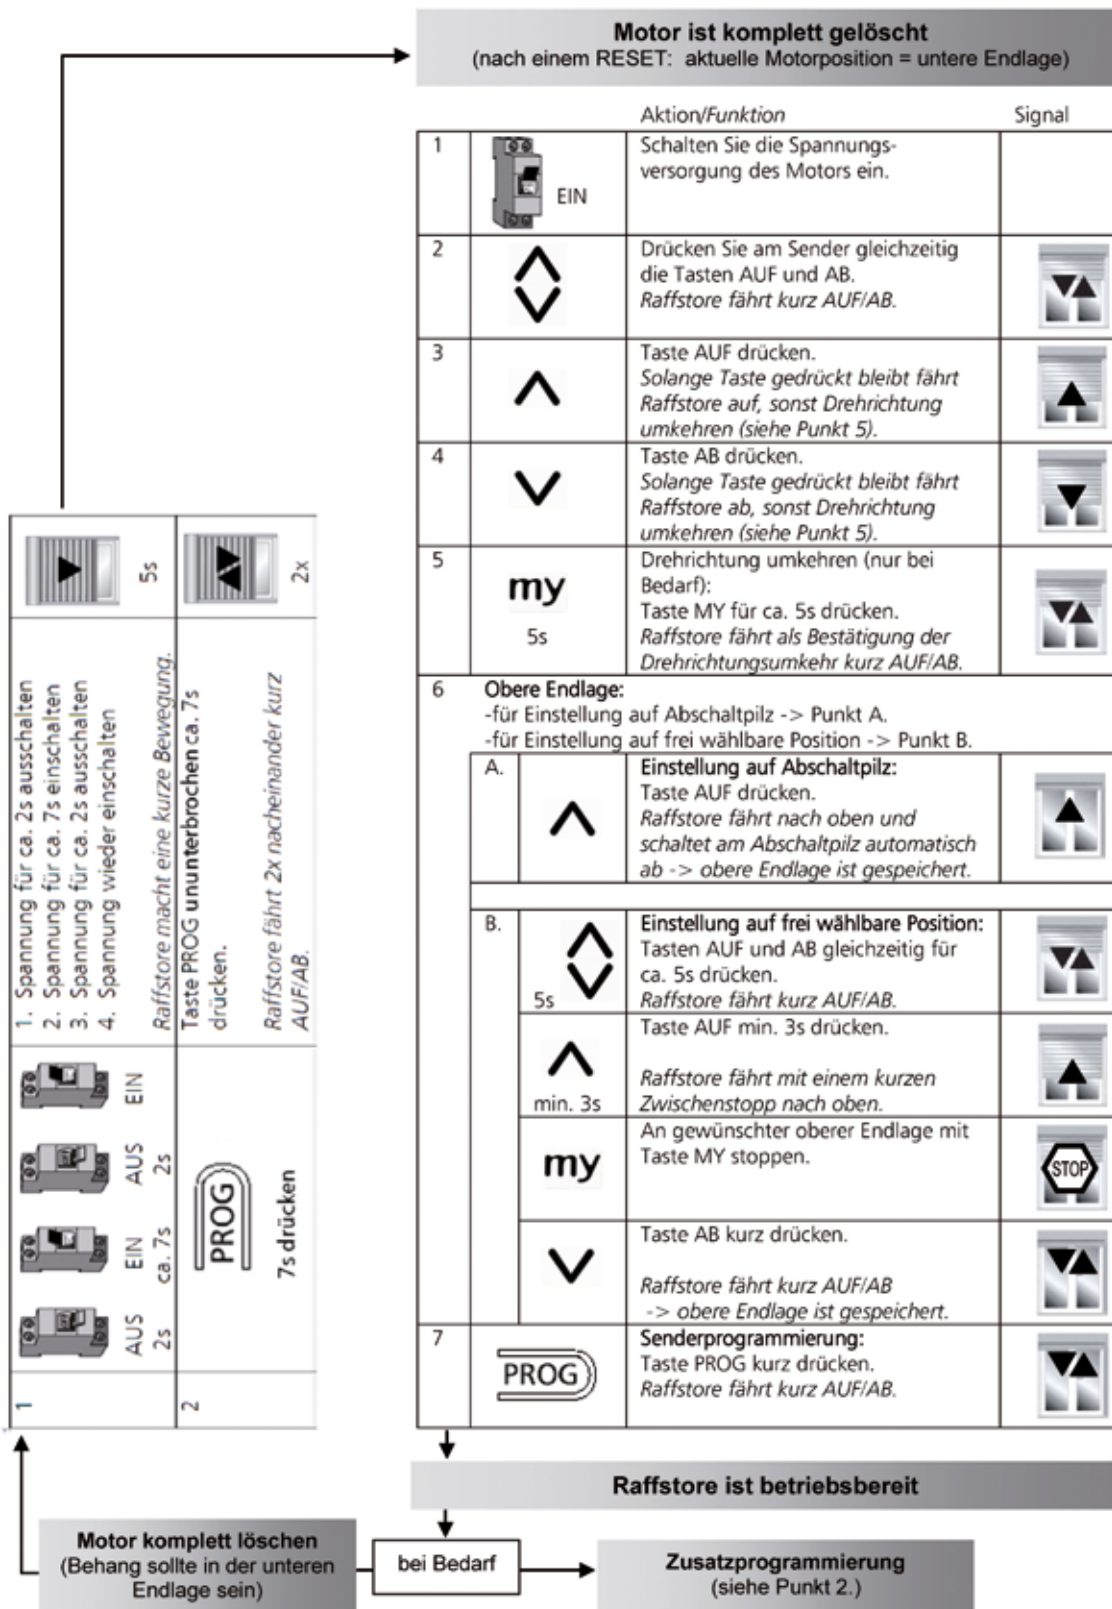 Motor ist komplett gelöscht
(nach einem RESET: aktuelle Motorposition = untere Endlage)
Aktion/Funktion Signal
1
EIN
Schalten Sie die Spannungs-
versorgung des Motors ein.
2
Drücken Sie am Sender gleichzeitig
die Tasten AUF und AB.
Raffstore fährt kurz AUF/AB.
3
Taste AUF drücken.
Solange Taste gedrückt bleibt fährt
Raffstore auf, sonst Drehrichtung
umkehren (siehe Punkt 5).
4
Taste AB drücken.
Solange Taste gedrückt bleibt fährt
Raffstore ab, sonst Drehrichtung
umkehren (siehe Punkt 5).
5
my
5s
Drehrichtung umkehren (nur bei
Bedarf):
Taste MY für ca. 5s drücken.
Raffstore fährt als Bestätigung der
Drehrichtungsumkehr kurz AUF/AB.
6
Obere Endlage:
-für Einstellung auf Abschaltpilz -> Punkt A.
-für Einstellung auf frei wählbare Position -> Punkt B.
A.
Einstellung auf Abschaltpilz:
Taste AUF drücken.
Raffstore fährt nach oben und
schaltet am Abschaltpilz automatisch
ab -> obere Endlage ist gespeichert.
B.
5s
Einstellung auf frei wählbare Position:
Tasten AUF und AB gleichzeitig für
ca. 5s drücken.
Raffstore fährt kurz AUF/AB.
min. 3s
Taste AUF min. 3s drücken.
Raffstore fährt mit einem kurzen
Zwischenstopp nach oben.
my
An gewünschter oberer Endlage mit
Taste MY stoppen.
STOP
Taste AB kurz drücken.
Raffstore fährt kurz AUF/AB
-> obere Endlage ist gespeichert.
7
PROG
Senderprogrammierung:
Taste PROG kurz drücken.
Raffstore fährt kurz AUF/AB.
Raffstore ist betriebsbereit
bei Bedarf
Zusatzprogrammierung
(siehe Punkt 2.)
Motor komplett löschen
(Behang sollte in der unteren
Endlage sein)
1
AUS EIN AUS EIN
2s ca. 7s 2s
1. Spannung für ca. 2s ausschalten
2. Spannung für ca. 7s einschalten
3. Spannung für ca. 2s ausschalten
4. Spannung wieder einschalten
Raffstore macht eine kurze Bewegung.
5s
2
PROG
7s drücken
Taste PROG ununterbrochen ca. 7s
drücken.
Raffstore fährt 2x nacheinander kurz
AUF/AB.
2x